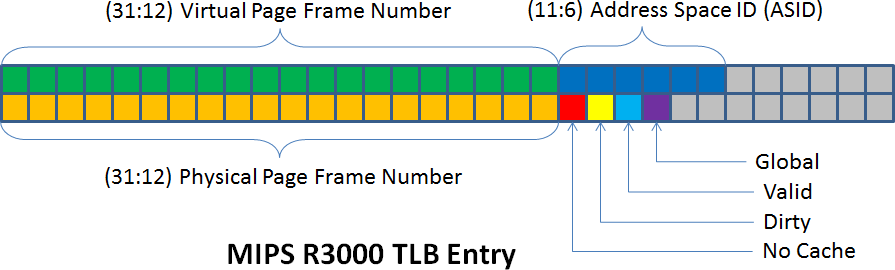 (31:12) Virtual Page Frame Number
(11:6) Address Space ID (ASID)
(31:12) Physical Page Frame Number
Global
Valid
Dirty
No Cache
MIPS R3000 TLB Entry